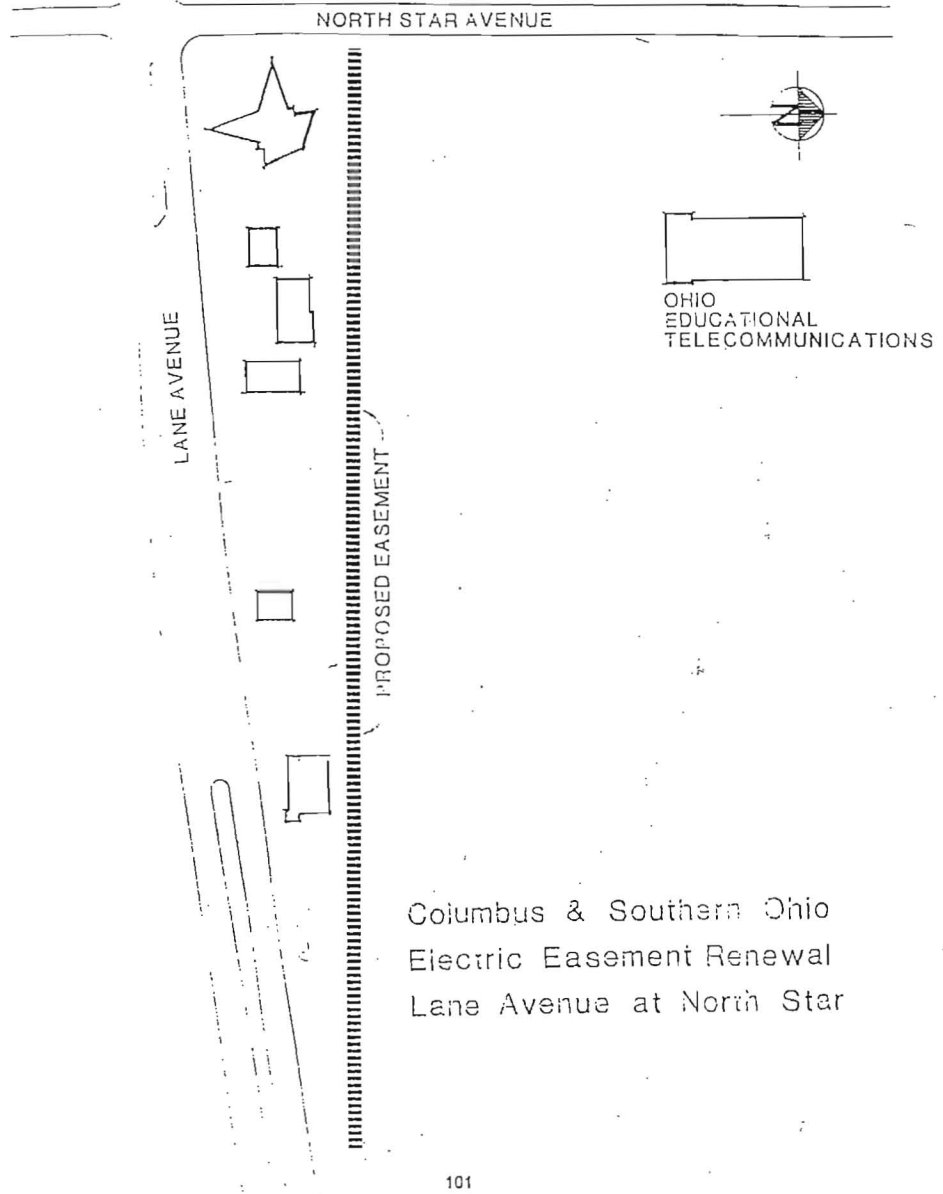 NORTH STAR AVENUE
LANE AVENUE
OHIO
EDUCATIONAL
TELECOMMUNICATIONS
PROPOSED EASEMENT
Columbus & Southern Ohio
Electric Easement Renewal
Lane Avenue at North Star
101